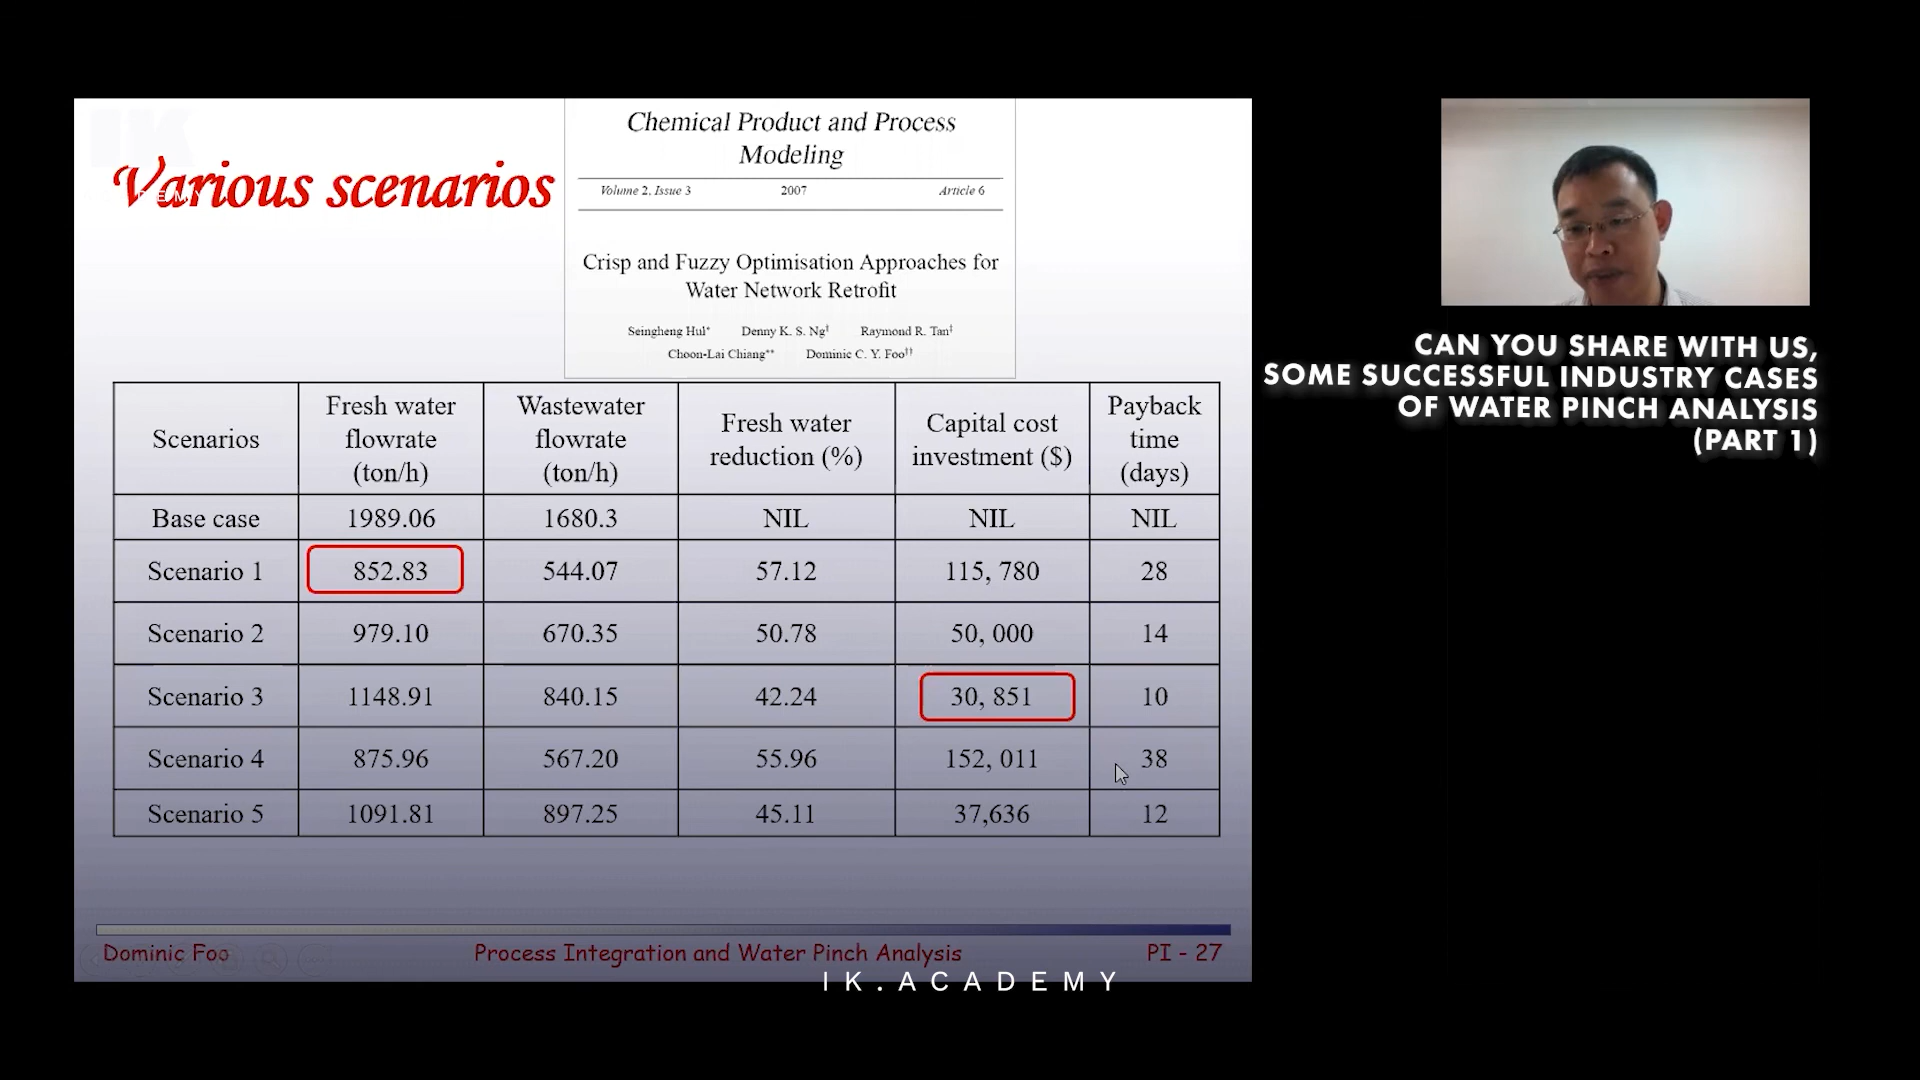 Various scenarios
Chemical Product and Process
Modeling
Volume 2, Issue 3 2007 Article 6
Crisp and Fuzzy Optimisation Approaches for
Water Network Retrofit
Seingheng Hul* Denny K. S. Ng† Raymond R. Tan‡
Choon-Lai Chiang** Dominic C. Y. Foo††
Scenarios Fresh water flowrate (ton/h) Wastewater flowrate (ton/h) Fresh water reduction (%) Capital cost investment ($) Payback time (days)
Base case 1989.06 1680.3 NIL NIL NIL
Scenario 1 852.83 544.07 57.12 115, 780 28
Scenario 2 979.10 670.35 50.78 50, 000 14
Scenario 3 1148.91 840.15 42.24 30, 851 10
Scenario 4 875.96 567.20 55.96 152, 011 38
Scenario 5 1091.81 897.25 45.11 37,636 12
Dominic Foo Process Integration and Water Pinch Analysis PI - 27
IK.ACADEMY
CAN YOU SHARE WITH US,
SOME SUCCESSFUL INDUSTRY CASES
OF WATER PINCH ANALYSIS
(PART 1)